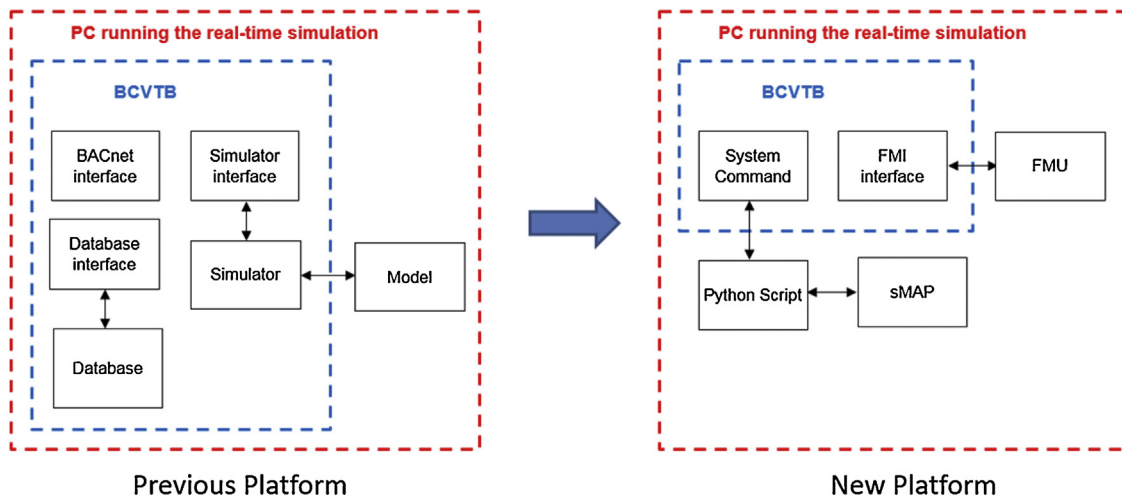 PC running the real-time simulation
BCVTB
BACnet
interface
Simulator
interface
Database
interface
Simulator
Model
Database
Previous Platform
PC running the real-time simulation
BCVTB
System
Command
FMI
interface
FMU
Python Script
sMAP
New Platform